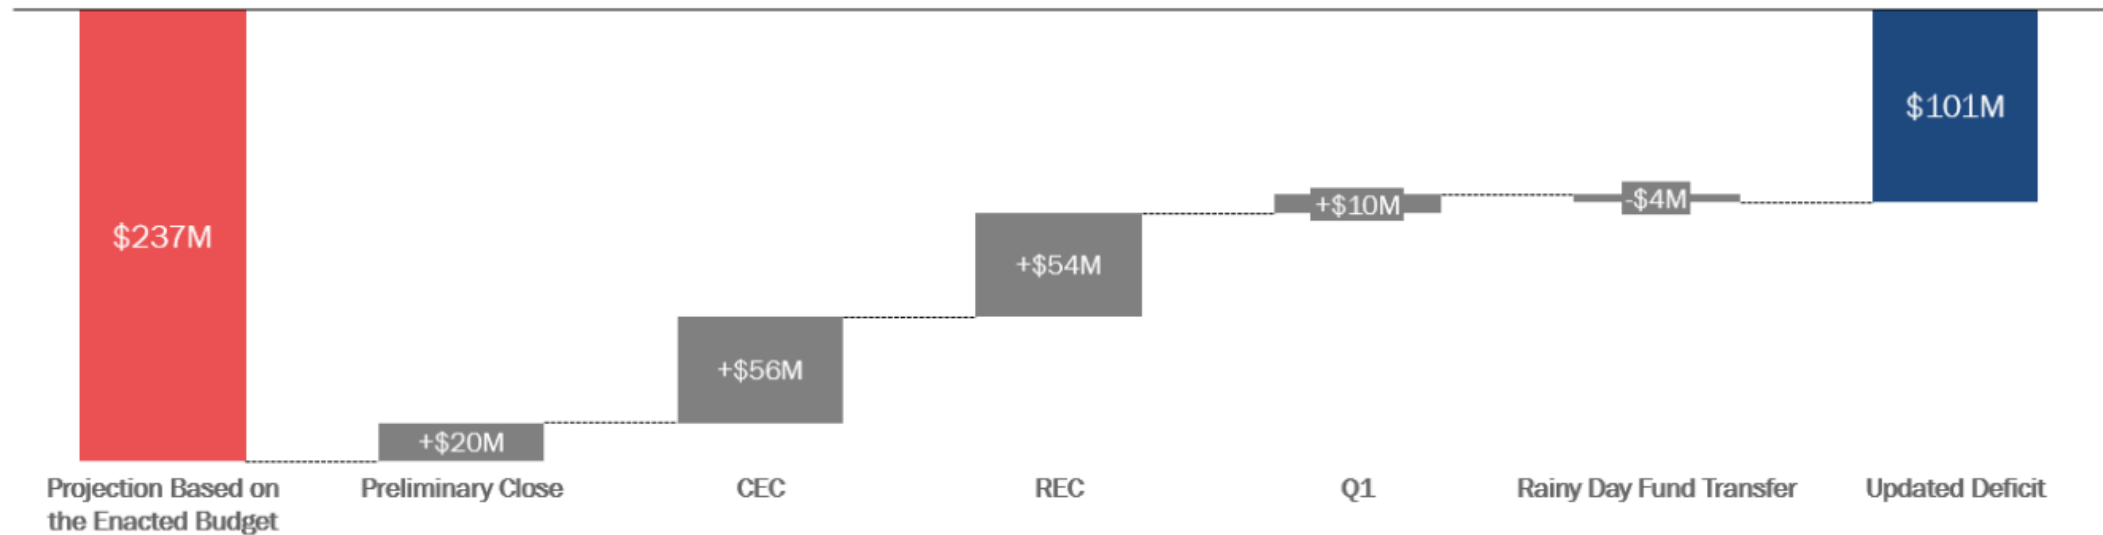 $237M
+$20M
+$56M
+$54M
+$10M
-$4M
$101M
Projection Based on
the Enacted Budget
Preliminary Close
CEC
REC
Q1
Rainy Day Fund Transfer
Updated Deficit